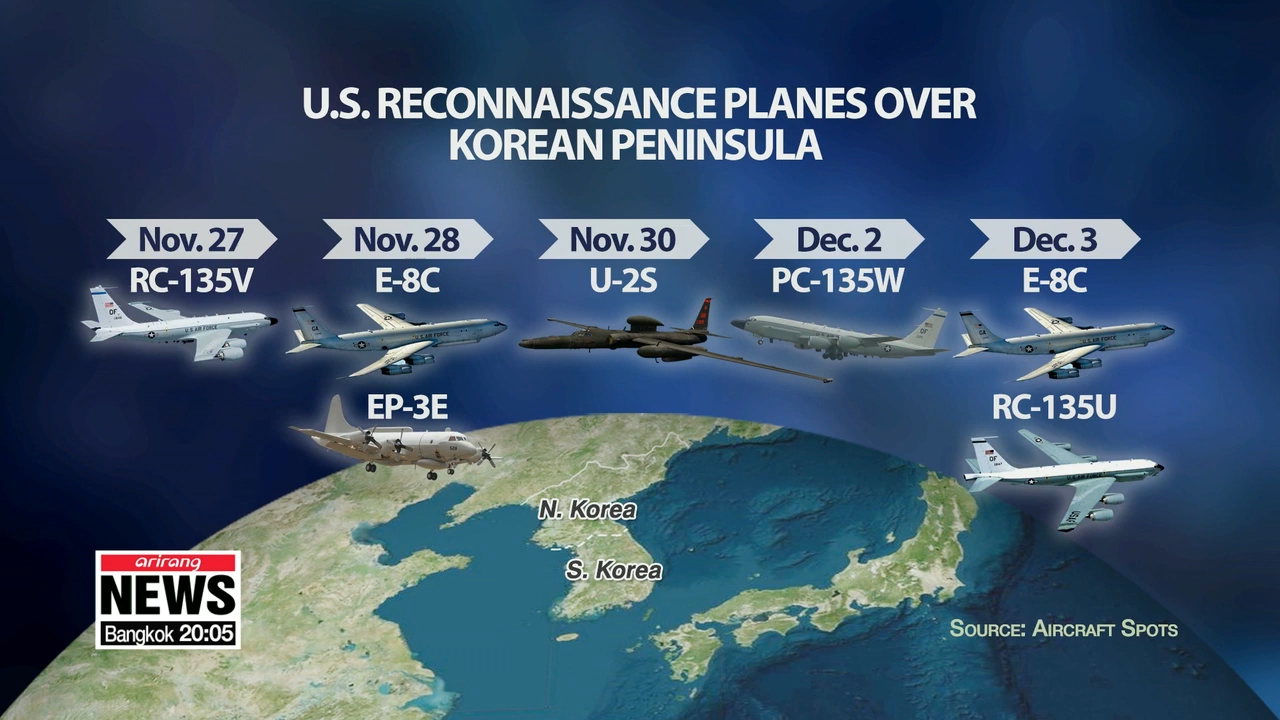 U.S. RECONNAISSANCE PLANES OVER
KOREAN PENINSULA
Nov. 27
RC-135V
Nov. 28
E-8C
EP-3E
Nov. 30
U-2S
Dec. 2
PC-135W
Dec. 3
E-8C
RC-135U
N. Korea
S. Korea
arirang
NEWS
Bangkok 20:05
SOURCE: AIRCRAFT SPOTS